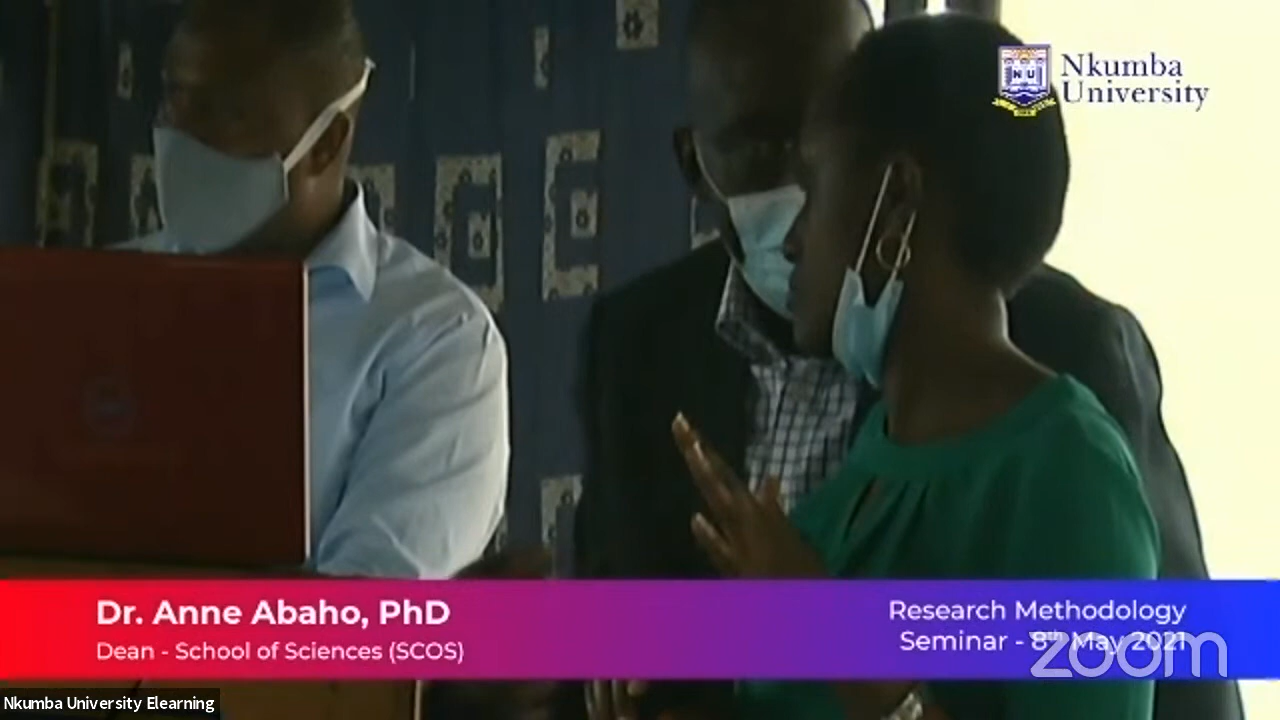 Nkumba
University
Dr. Anne Abaho, PhD
Dean - School of Sciences (SCOS)
Research Methodology
Seminar - 8th May 2021
zoom
Nkumba University Elearning
NU